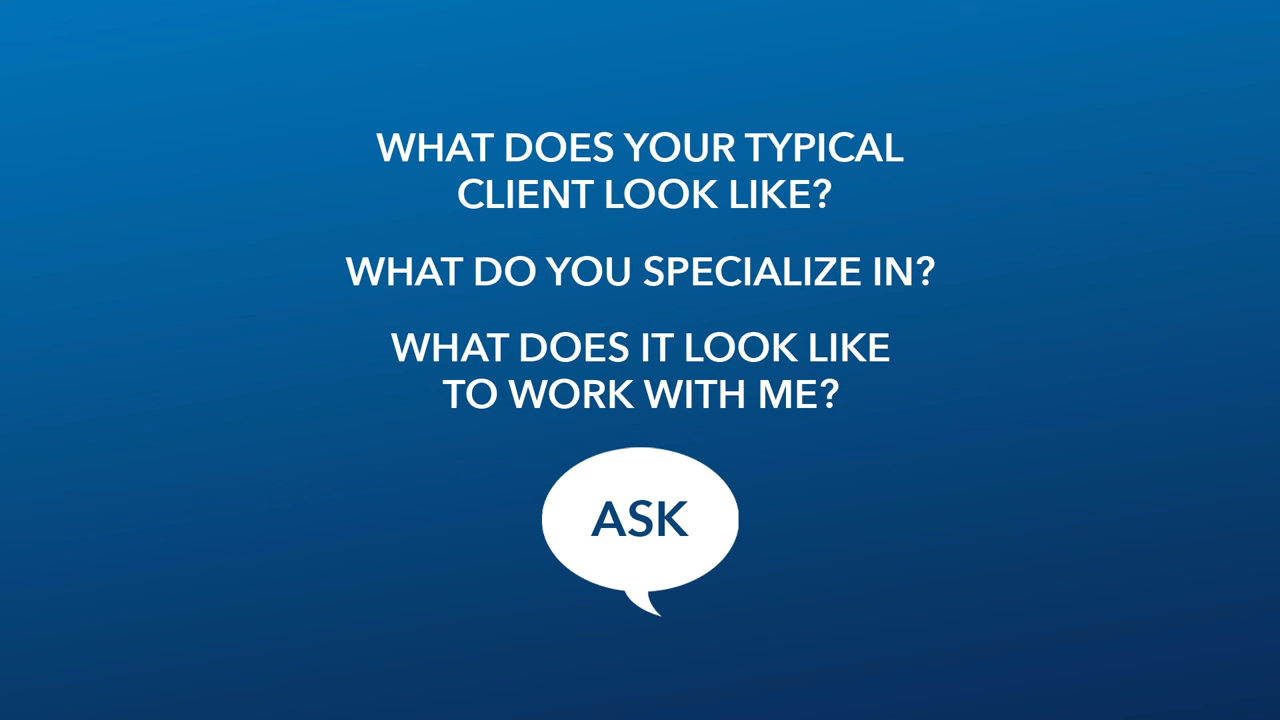 WHAT DOES YOUR TYPICAL
CLIENT LOOK LIKE?
WHAT DO YOU SPECIALIZE IN?
WHAT DOES IT LOOK LIKE
TO WORK WITH ME?
ASK